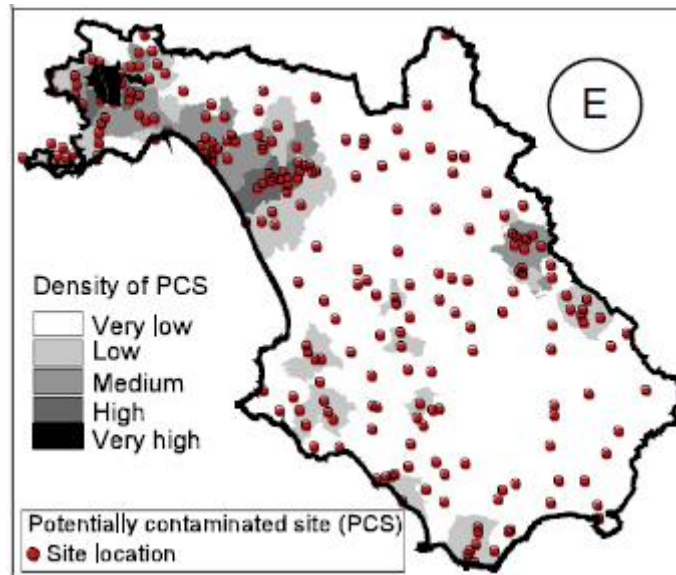 E
Density of PCS
Very low
Low
Medium
High
Very high
Potentially contaminated site (PCS)
Site location